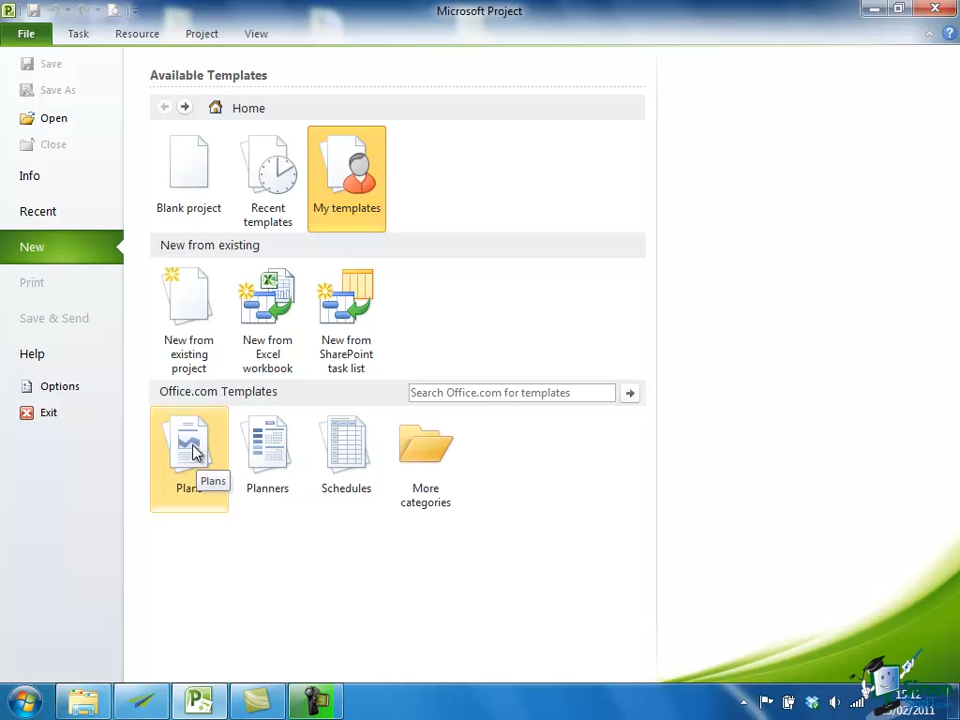 Microsoft Project
File Task Resource Project View
Save
Save As
Open
Close
Info
Recent
New
Print
Save & Send
Help
Options
Exit
Available Templates
Home
Blank project
Recent templates
My templates
New from existing
New from existing project
New from Excel workbook
New from SharePoint task list
Office.com Templates
Search Office.com for templates
Plans
Plans
Planners
Schedules
More categories
15:12
/02/2011